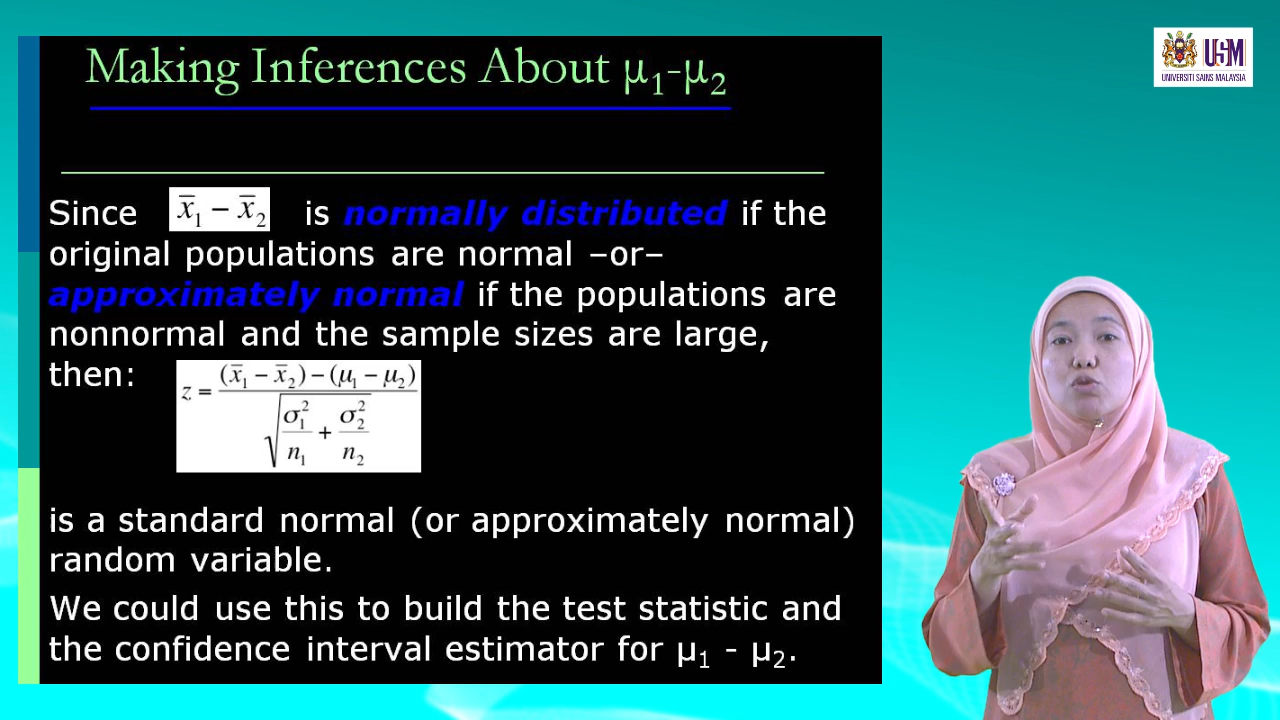 Making Inferences About μ₁-μ₂
USM
UNIVERSITI SAINS MALAYSIA
Since x̄₁ − x̄₂ is normally distributed if the
original populations are normal –or–
approximately normal if the populations are
nonnormal and the sample sizes are large,
then: z = ((x̄₁ − x̄₂) − (μ₁ − μ₂)) / √(σ₁²/n₁ + σ₂²/n₂)
is a standard normal (or approximately normal)
random variable.
We could use this to build the test statistic and
the confidence interval estimator for μ₁ - μ₂.